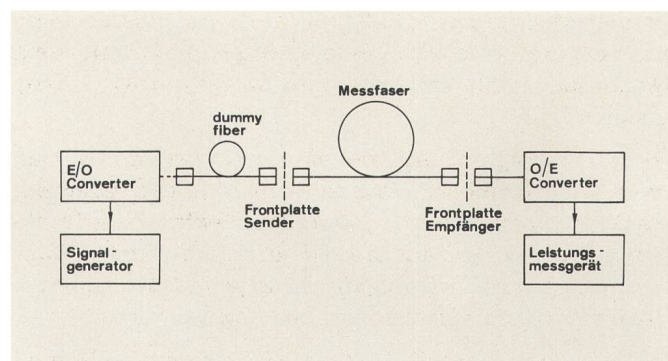 Messfaser
dummy
fiber
E/O
Converter
O/E
Converter
Frontplatte
Sender
Frontplatte
Empfänger
Signal-
generator
Leistungs-
messgerät